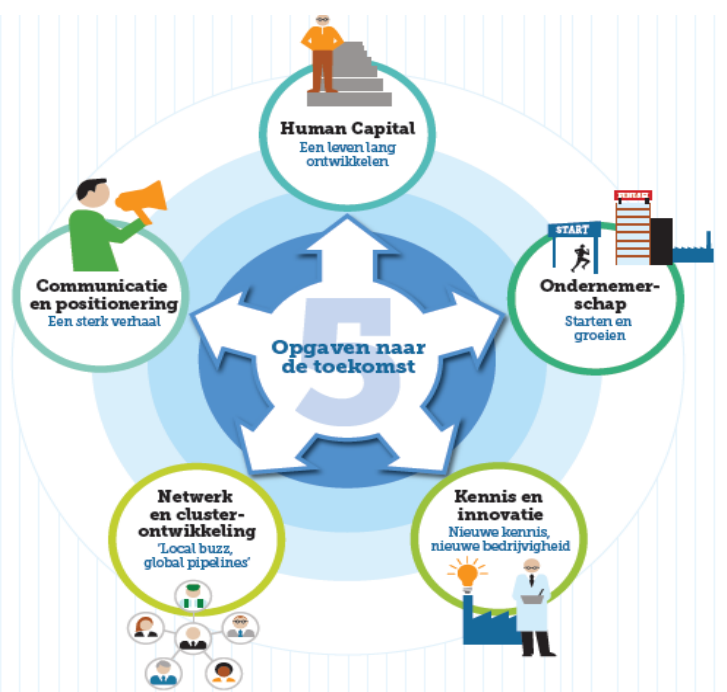 Human Capital
Een leven lang
ontwikkelen
START
Ondernemer-
schap
Starten en
groeien
Communicatie
en positionering
Een sterk verhaal
5
Opgaven naar
de toekomst
Netwerk
en cluster-
ontwikkeling
'Local buzz,
global pipelines'
Kennis en
innovatie
Nieuwe kennis,
nieuwe bedrijvigheid